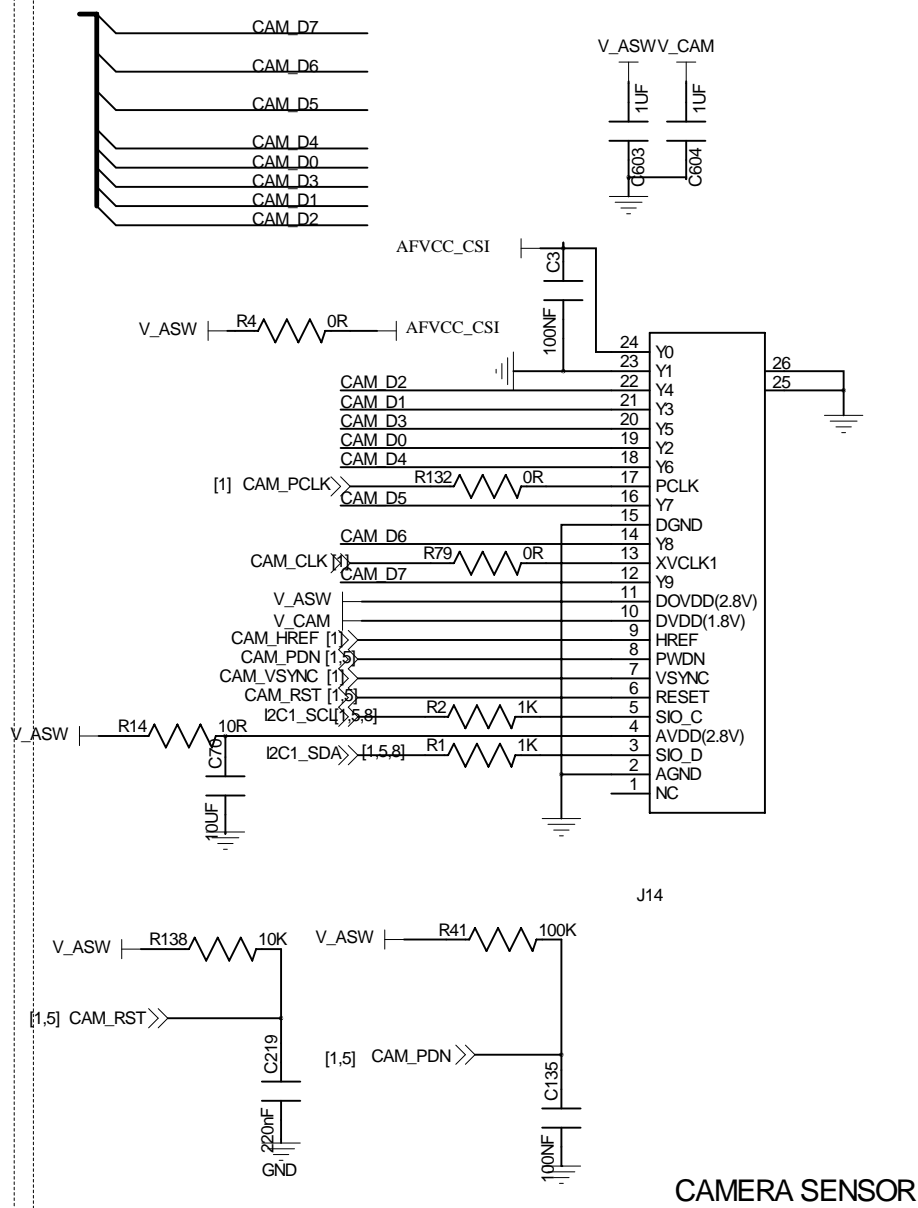 CAM_D7
CAM_D6
CAM_D5
CAM_D4
CAM_D0
CAM_D3
CAM_D1
CAM_D2
V_ASW V_CAM
1UF 1UF
C603 C604
AFVCC_CSI
C3
100NF
V_ASW R4 0R AFVCC_CSI
24 Y0
23 Y1
26
CAM_D2 22 Y4
25
CAM_D1 21 Y3
CAM_D3 20 Y5
CAM_D0 19 Y2
CAM_D4 18 Y6
[1] CAM_PCLK R132 0R 17 PCLK
CAM_D5 16 Y7
15 DGND
CAM_D6 14 Y8
CAM_CLK [1] R79 0R 13 XVCLK1
CAM_D7 12 Y9
V_ASW 11 DOVDD(2.8V)
V_CAM 10 DVDD(1.8V)
CAM_HREF [1] 9 HREF
CAM_PDN [1,5] 8 PWDN
CAM_VSYNC [1] 7 VSYNC
CAM_RST [1,5] 6 RESET
I2C1_SCL [1,5,8] R2 1K 5 SIO_C
V_ASW R14 10R 4 AVDD(2.8V)
I2C1_SDA [1,5,8] R1 1K 3 SIO_D
C70
10UF
2 AGND
1 NC
J14
V_ASW R138 10K
V_ASW R41 100K
[1,5] CAM_RST
C219
220nF
GND
[1,5] CAM_PDN
C135
100NF
CAMERA SENSOR